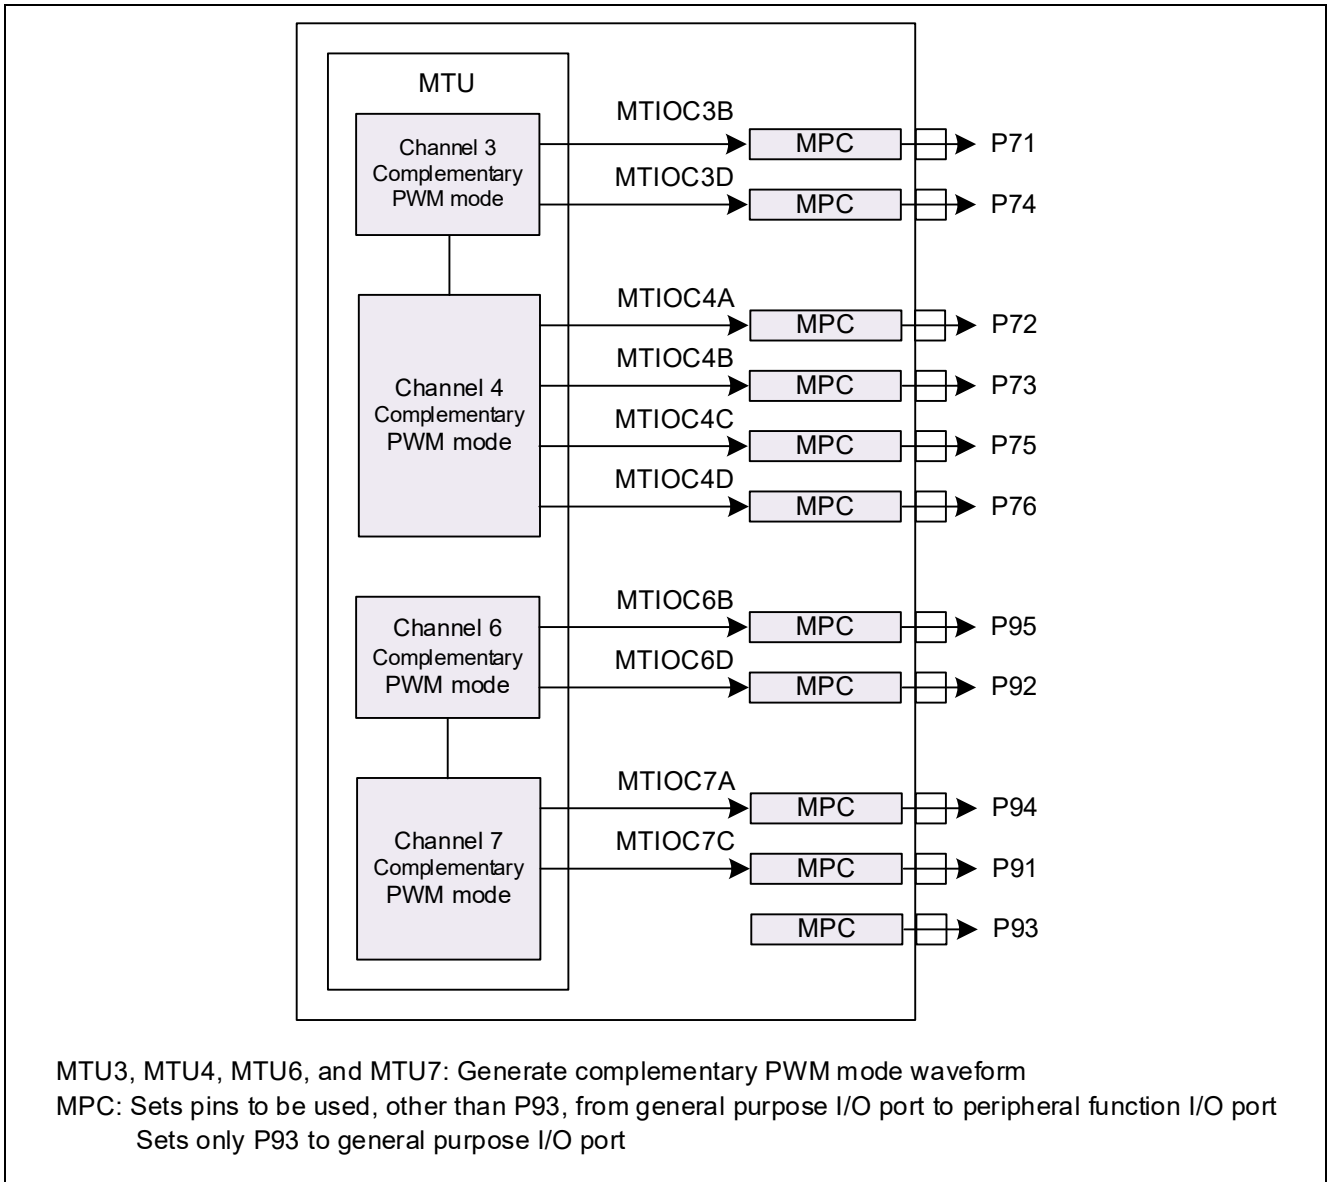 MTU
Channel 3
Complementary
PWM mode
MTIOC3B
MPC
P71
MTIOC3D
MPC
P74
Channel 4
Complementary
PWM mode
MTIOC4A
MPC
P72
MTIOC4B
MPC
P73
MTIOC4C
MPC
P75
MTIOC4D
MPC
P76
Channel 6
Complementary
PWM mode
MTIOC6B
MPC
P95
MTIOC6D
MPC
P92
Channel 7
Complementary
PWM mode
MTIOC7A
MPC
P94
MTIOC7C
MPC
P91
MPC
P93
MTU3, MTU4, MTU6, and MTU7: Generate complementary PWM mode waveform
MPC: Sets pins to be used, other than P93, from general purpose I/O port to peripheral function I/O port
Sets only P93 to general purpose I/O port